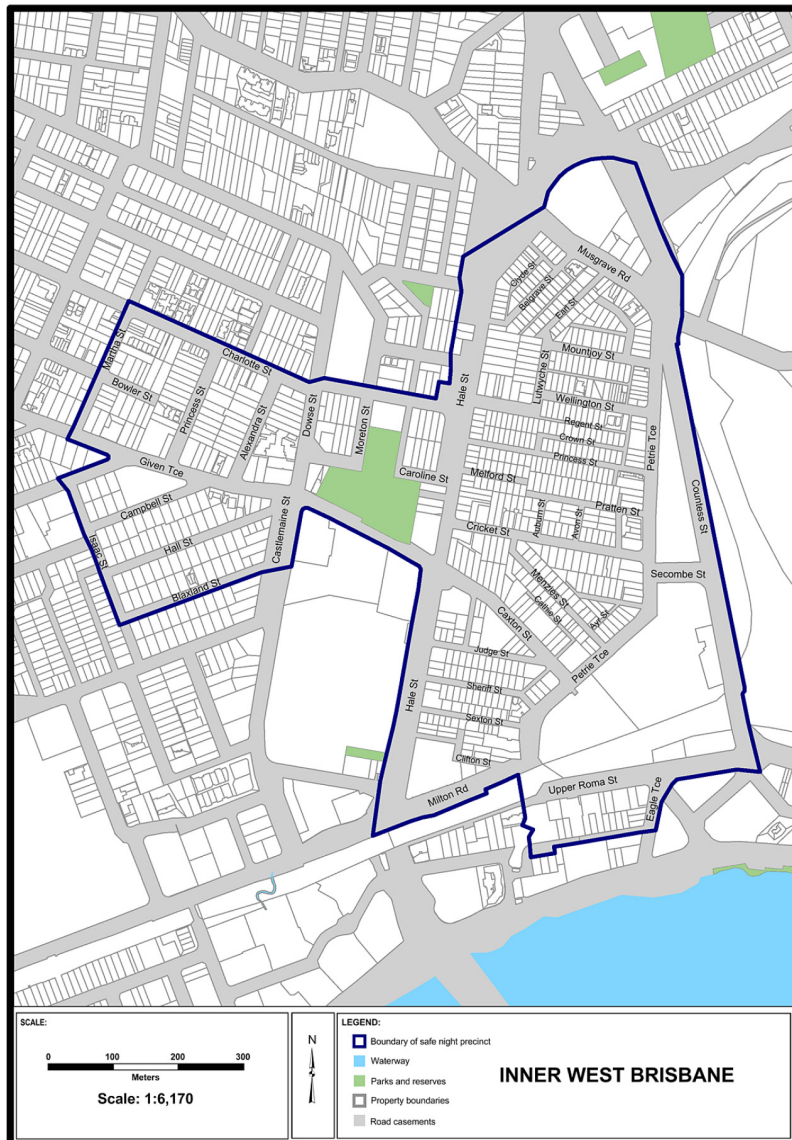 Musgrave Rd
Clyde St
Belgrave St
Earl St
Mountjoy St
Martha St
Charlotte St
Lutwyche St
Hale St
Bowler St
Princess St
Wellington St
Dowse St
Moreton St
Alexandra St
Regent St
Crown St
Petrie Tce
Princess St
Given Tce
Caroline St
Melford St
Campbell St
Auburn St
Avon St
Pratten St
Countess St
Castlemaine St
Cricket St
Hall St
Isaac St
Secombe St
Menzies St
Blaxland St
Cathie St
Ayr St
Caxton St
Judge St
Petrie Tce
Hale St
Sheriff St
Sexton St
Clifton St
Milton Rd
Upper Roma St
Eagle Tce
SCALE:
0 100 200 300
Meters
Scale: 1:6,170
N
LEGEND:
Boundary of safe night precinct
Waterway
Parks and reserves
Property boundaries
Road casements
INNER WEST BRISBANE